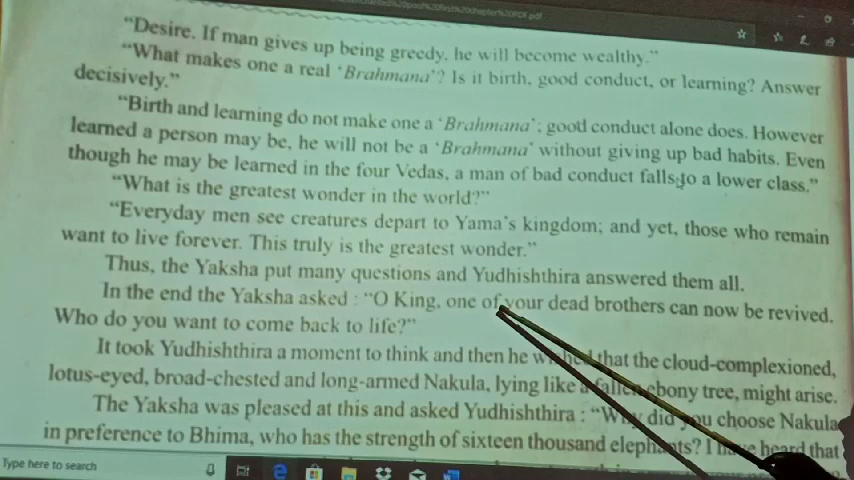 “Desire. If man gives up being greedy, he will become wealthy.”
“What makes one a real ‘Brahmana’? Is it birth, good conduct, or learning? Answer
decisively.”
“Birth and learning do not make one a ‘Brahmana’; good conduct alone does. However
learned a person may be, he will not be a ‘Brahmana’ without giving up bad habits. Even
though he may be learned in the four Vedas, a man of bad conduct falls to a lower class.”
“What is the greatest wonder in the world?”
“Everyday men see creatures depart to Yama’s kingdom; and yet, those who remain
want to live forever. This truly is the greatest wonder.”
Thus, the Yaksha put many questions and Yudhishthira answered them all.
In the end the Yaksha asked : “O King, one of your dead brothers can now be revived.
Who do you want to come back to life?”
It took Yudhishthira a moment to think and then he wished that the cloud-complexioned,
lotus-eyed, broad-chested and long-armed Nakula, lying like a fallen ebony tree, might arise.
The Yaksha was pleased at this and asked Yudhishthira : “Why did you choose Nakula
in preference to Bhima, who has the strength of sixteen thousand elephants? I have heard that
Type here to search